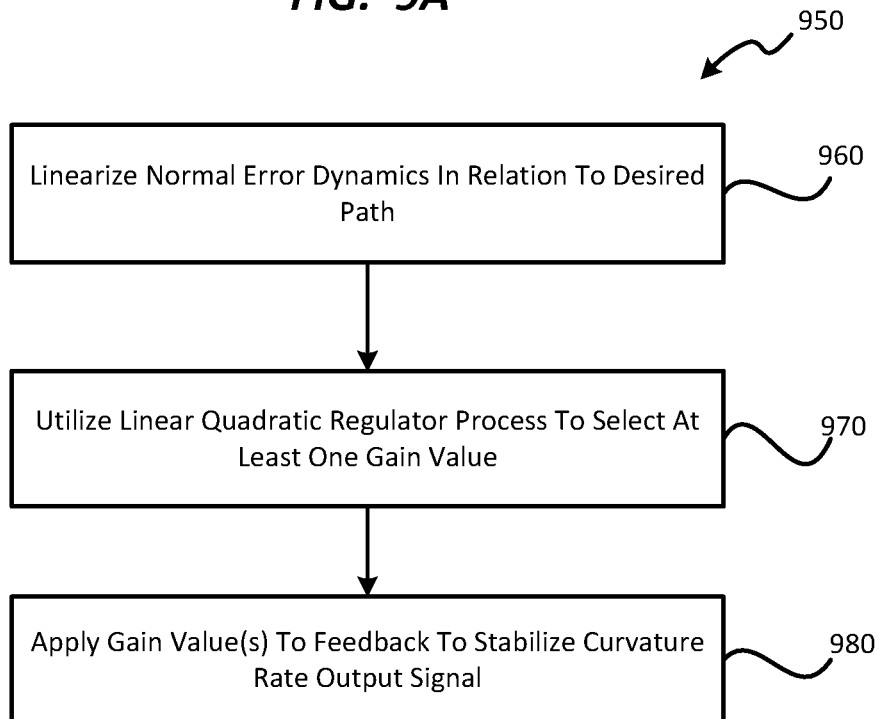 FIG. 9A
950
Linearize Normal Error Dynamics In Relation To Desired
Path
960
Utilize Linear Quadratic Regulator Process To Select At
Least One Gain Value
970
Apply Gain Value(s) To Feedback To Stabilize Curvature
Rate Output Signal
980